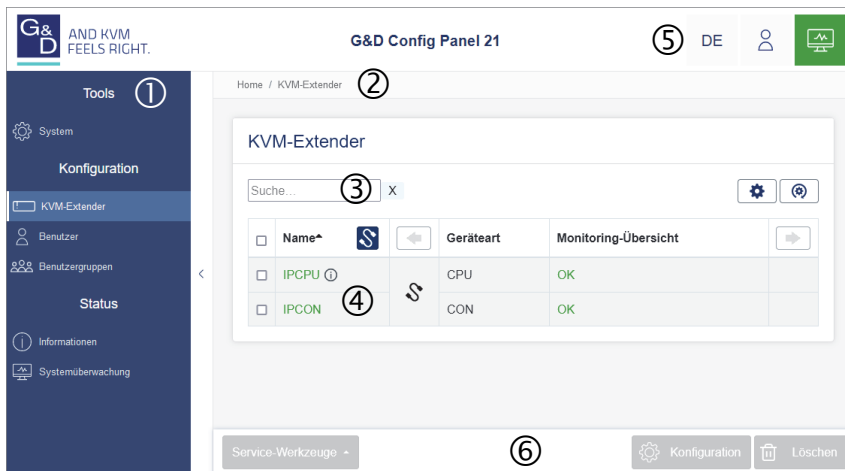 G&D AND KVM FEELS RIGHT.
G&D Config Panel 21
⑤ DE
Tools ①
System
Konfiguration
KVM-Extender
Benutzer
Benutzergruppen
Status
Informationen
Systemüberwachung
Home / KVM-Extender ②
KVM-Extender
Suche... ③ X
Name Geräteart Monitoring-Übersicht
IPCPU CPU OK
IPCON ④ CON OK
Service-Werkzeuge ⑥ Konfiguration Löschen